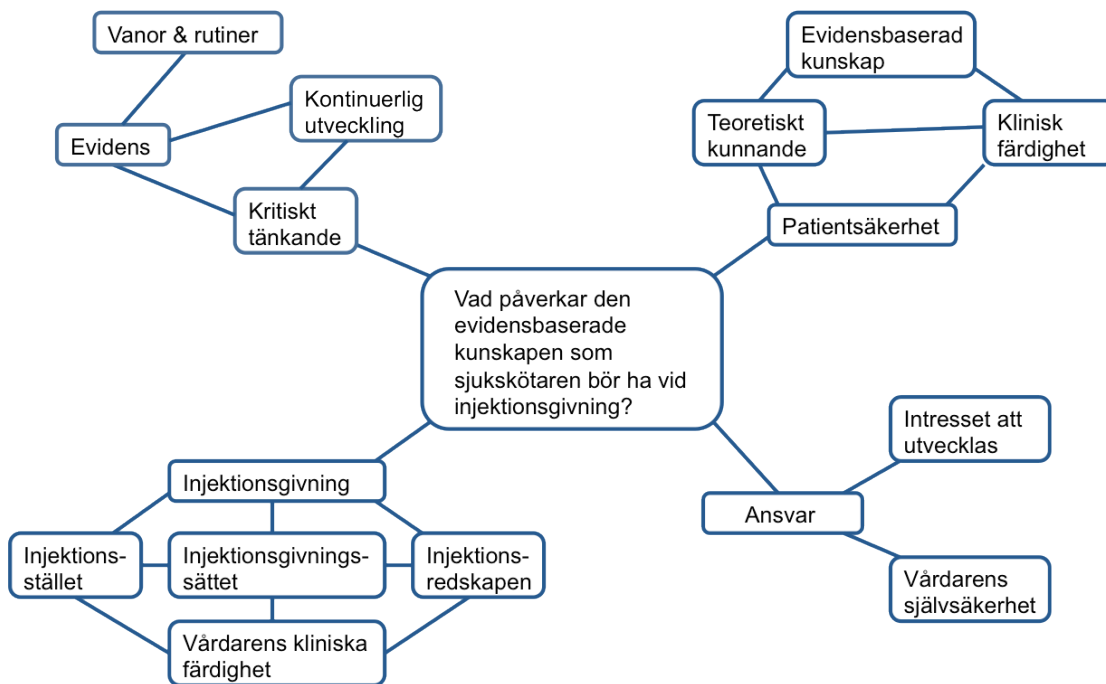 Vanor & rutiner
Kontinuerlig
utveckling
Evidens
Kritiskt
tänkande
Evidensbaserad
kunskap
Teoretiskt
kunnande
Klinisk
färdighet
Patientsäkerhet
Vad påverkar den
evidensbaserade
kunskapen som
sjukskötaren bör ha vid
injektionsgivning?
Injektionsgivning
Injektions-
stället
Injektionsgivnings-
sättet
Injektions-
redskapen
Vårdarens kliniska
färdighet
Intresset att
utvecklas
Ansvar
Vårdarens
självsäkerhet